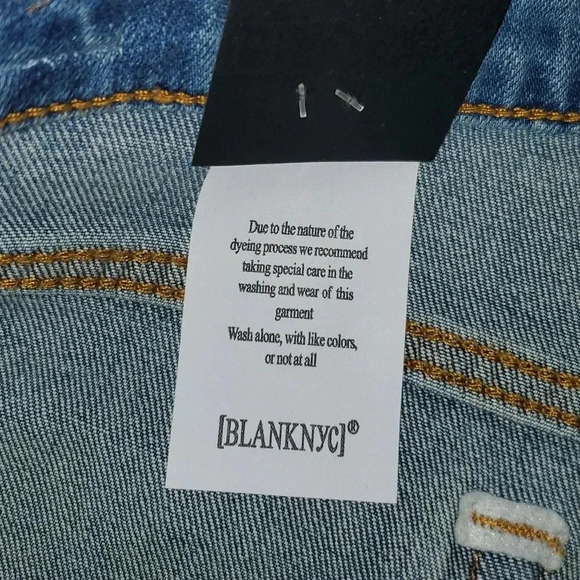 Due to the nature of the
dyeing process we recommend
taking special care in the
washing and wear of this
garment
Wash alone, with like colors,
or not at all
[BLANKNYC]®